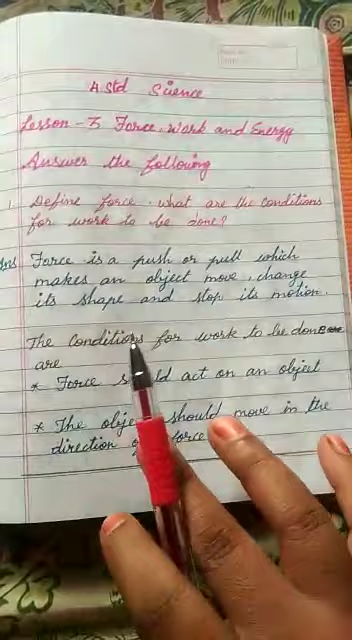 4 std Science
Lesson - 3 Force, work and Energy
Answer the following
1. Define force. what are the conditions
for work to be done?
Ans Force is a push or pull which
makes an object move, change
its shape and stop its motion.
The conditions for work to be done
are
* Force should act on an object
* The object should move in the
direction of force